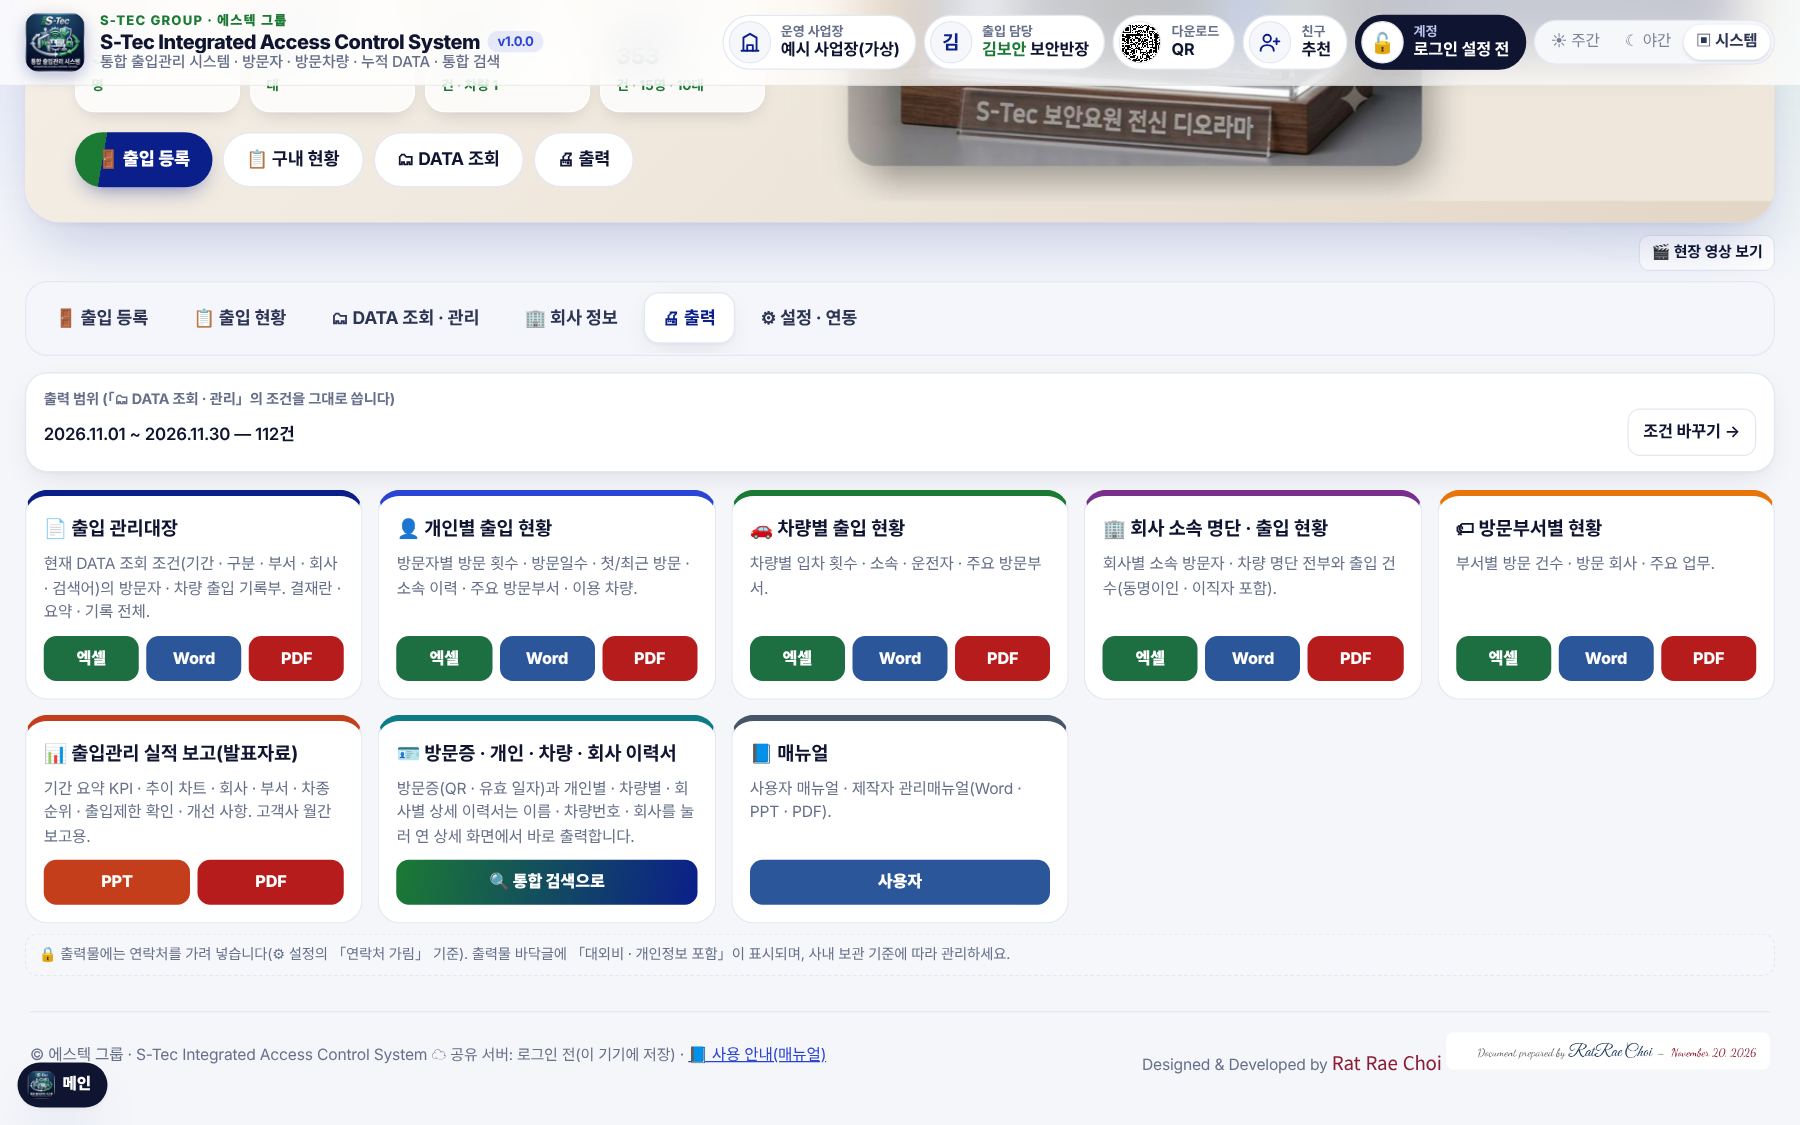 S-TEC GROUP · 에스텍 그룹
S-Tec Integrated Access Control System v1.0.0
통합 출입관리 시스템 · 방문자 · 방문차량 · 누적 DATA · 통합 검색
운영 사업장
예시 사업장(가상)
김
출입 담당
김보안 보안반장
다운로드
QR
친구
추천
계정
로그인 설정 전
☀ 주간
☾ 야간
▣ 시스템
353
명
대
건 · 차량 1
건 · 15명 · 10대
S-Tec 보안요원 전신 디오라마
🚪 출입 등록
📋 구내 현황
🗂 DATA 조회
🖨 출력
🎬 현장 영상 보기
🚪 출입 등록
📋 출입 현황
🗂 DATA 조회 · 관리
🏢 회사 정보
🖨 출력
⚙ 설정 · 연동
출력 범위 (「🗂 DATA 조회 · 관리」의 조건을 그대로 씁니다)
2026.11.01 ~ 2026.11.30 — 112건
조건 바꾸기 →
📄 출입 관리대장
현재 DATA 조회 조건(기간 · 구분 · 부서 · 회사
· 검색어)의 방문자 · 차량 출입 기록부. 결재란 ·
요약 · 기록 전체.
엑셀 Word PDF
👤 개인별 출입 현황
방문자별 방문 횟수 · 방문일수 · 첫/최근 방문 ·
소속 이력 · 주요 방문부서 · 이용 차량.
엑셀 Word PDF
🚗 차량별 출입 현황
차량별 입차 횟수 · 소속 · 운전자 · 주요 방문부
서.
엑셀 Word PDF
🏢 회사 소속 명단 · 출입 현황
회사별 소속 방문자 · 차량 명단 전부와 출입 건
수(동명이인 · 이직자 포함).
엑셀 Word PDF
🏷 방문부서별 현황
부서별 방문 건수 · 방문 회사 · 주요 업무.
엑셀 Word PDF
📊 출입관리 실적 보고(발표자료)
기간 요약 KPI · 추이 차트 · 회사 · 부서 · 차종
순위 · 출입제한 확인 · 개선 사항. 고객사 월간
보고용.
PPT PDF
🪪 방문증 · 개인 · 차량 · 회사 이력서
방문증(QR · 유효 일자)과 개인별 · 차량별 · 회
사별 상세 이력서는 이름 · 차량번호 · 회사를 눌
러 연 상세 화면에서 바로 출력합니다.
🔍 통합 검색으로
📘 매뉴얼
사용자 매뉴얼 · 제작자 관리매뉴얼(Word ·
PPT · PDF).
사용자
🔒 출력물에는 연락처를 가려 넣습니다(⚙ 설정의 「연락처 가림」 기준). 출력물 바닥글에 「대외비 · 개인정보 포함」이 표시되며, 사내 보관 기준에 따라 관리하세요.
© 에스텍 그룹 · S-Tec Integrated Access Control System ☁ 공유 서버: 로그인 전(이 기기에 저장) · 📘 사용 안내(매뉴얼)
Designed & Developed by Rat Rae Choi
Document prepared by RatRae Choi – November 20, 2026
메인